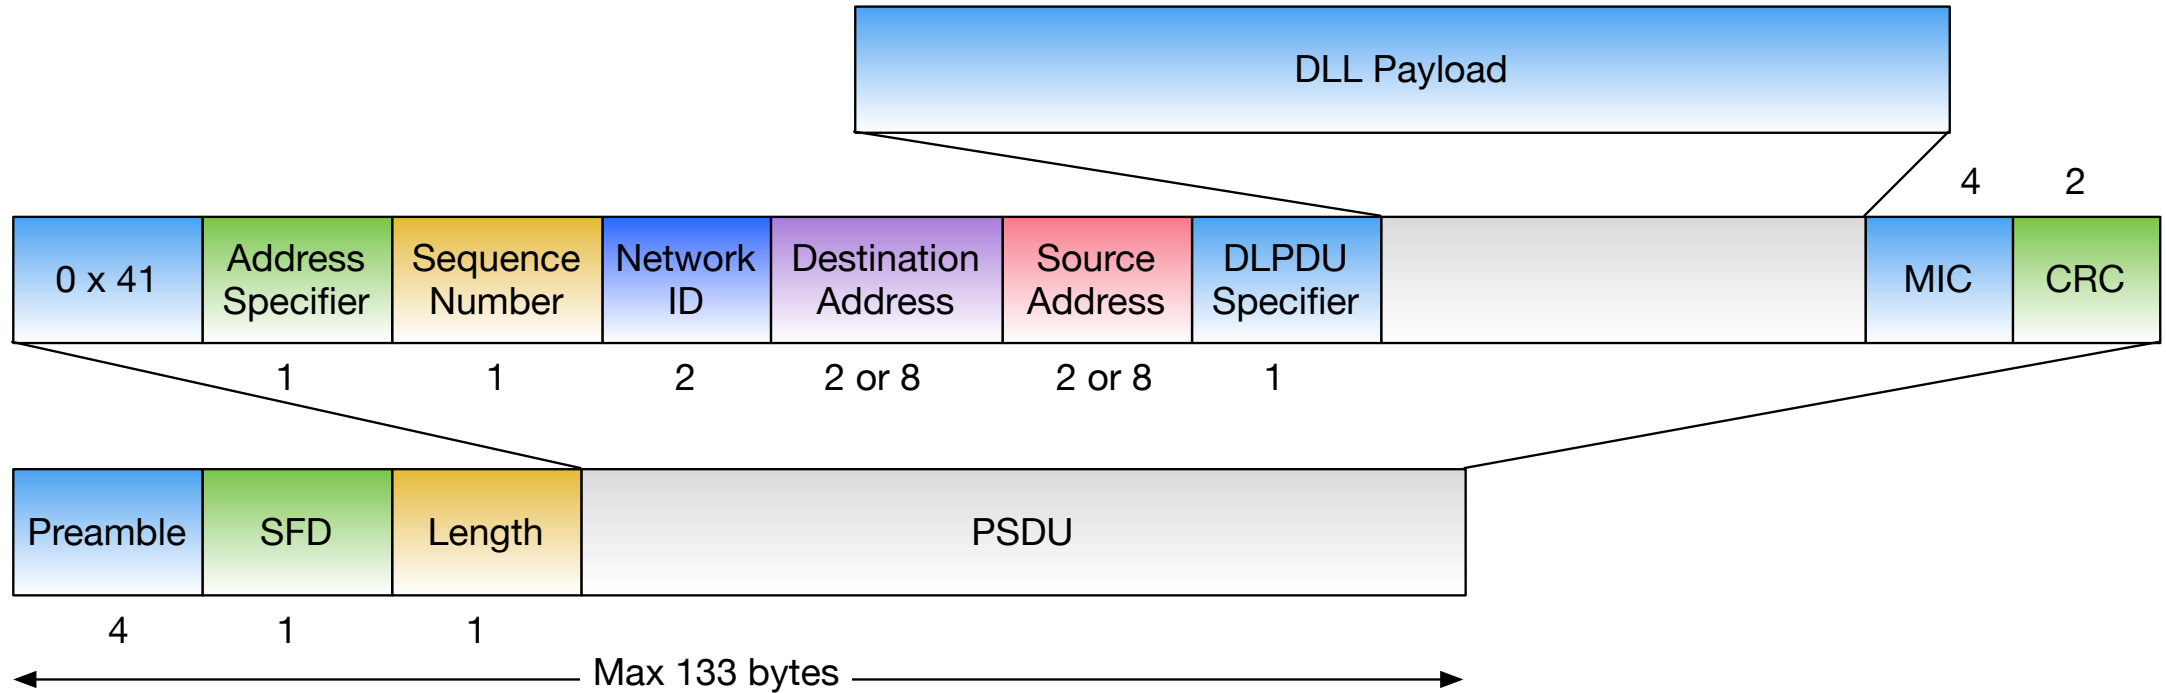 DLL Payload
4 2
0 x 41
Address
Specifier
Sequence
Number
Network
ID
Destination
Address
Source
Address
DLPDU
Specifier
MIC
CRC
1 1 2 2 or 8 2 or 8 1
Preamble
SFD
Length
PSDU
4 1 1
Max 133 bytes